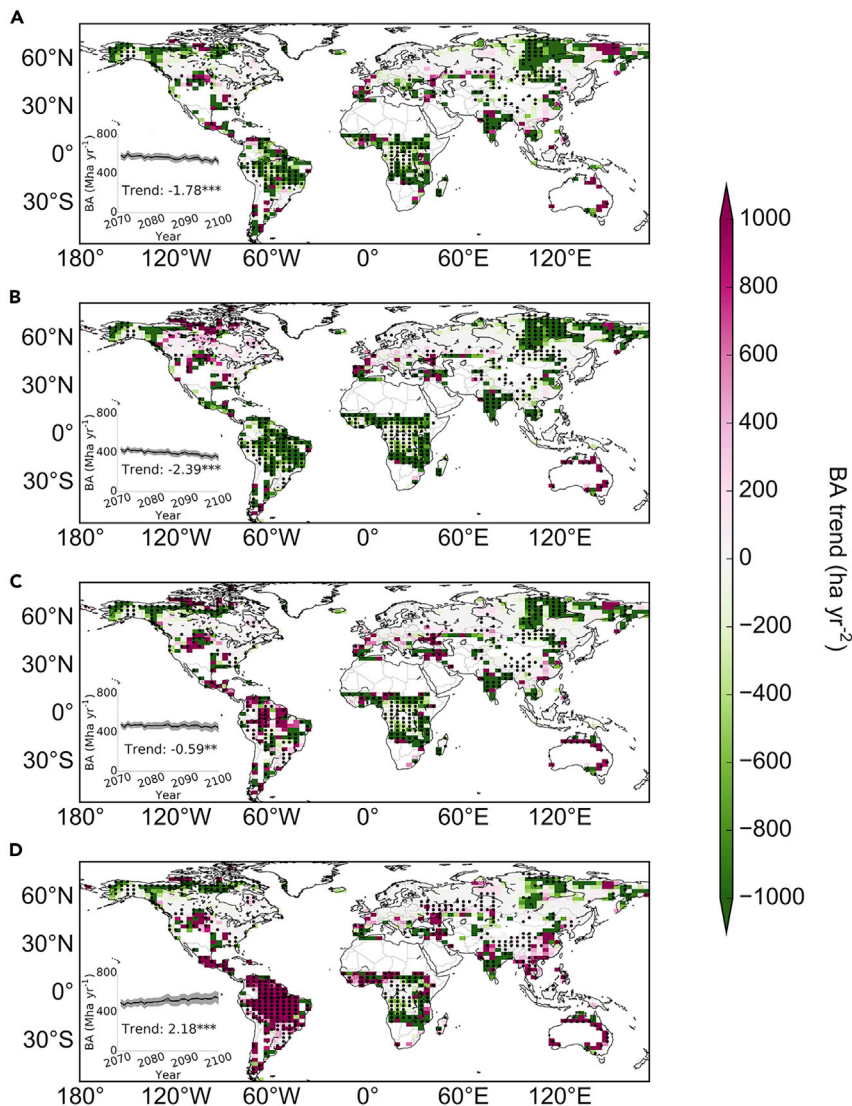 A
60°N
30°N
0°
30°S
800
400
0
BA (Mha yr-1)
Trend: -1.78***
2070 2080 2090 2100
Year
180° 120°W 60°W 0° 60°E 120°E
B
60°N
30°N
0°
30°S
800
400
0
BA (Mha yr-1)
Trend: -2.39***
2070 2080 2090 2100
Year
180° 120°W 60°W 0° 60°E 120°E
C
60°N
30°N
0°
30°S
800
400
0
BA (Mha yr-1)
Trend: -0.59**
2070 2080 2090 2100
Year
180° 120°W 60°W 0° 60°E 120°E
D
60°N
30°N
0°
30°S
800
400
0
BA (Mha yr-1)
Trend: 2.18***
2070 2080 2090 2100
Year
180° 120°W 60°W 0° 60°E 120°E
1000
800
600
400
200
0
−200
−400
−600
−800
−1000
BA trend (ha yr-2)